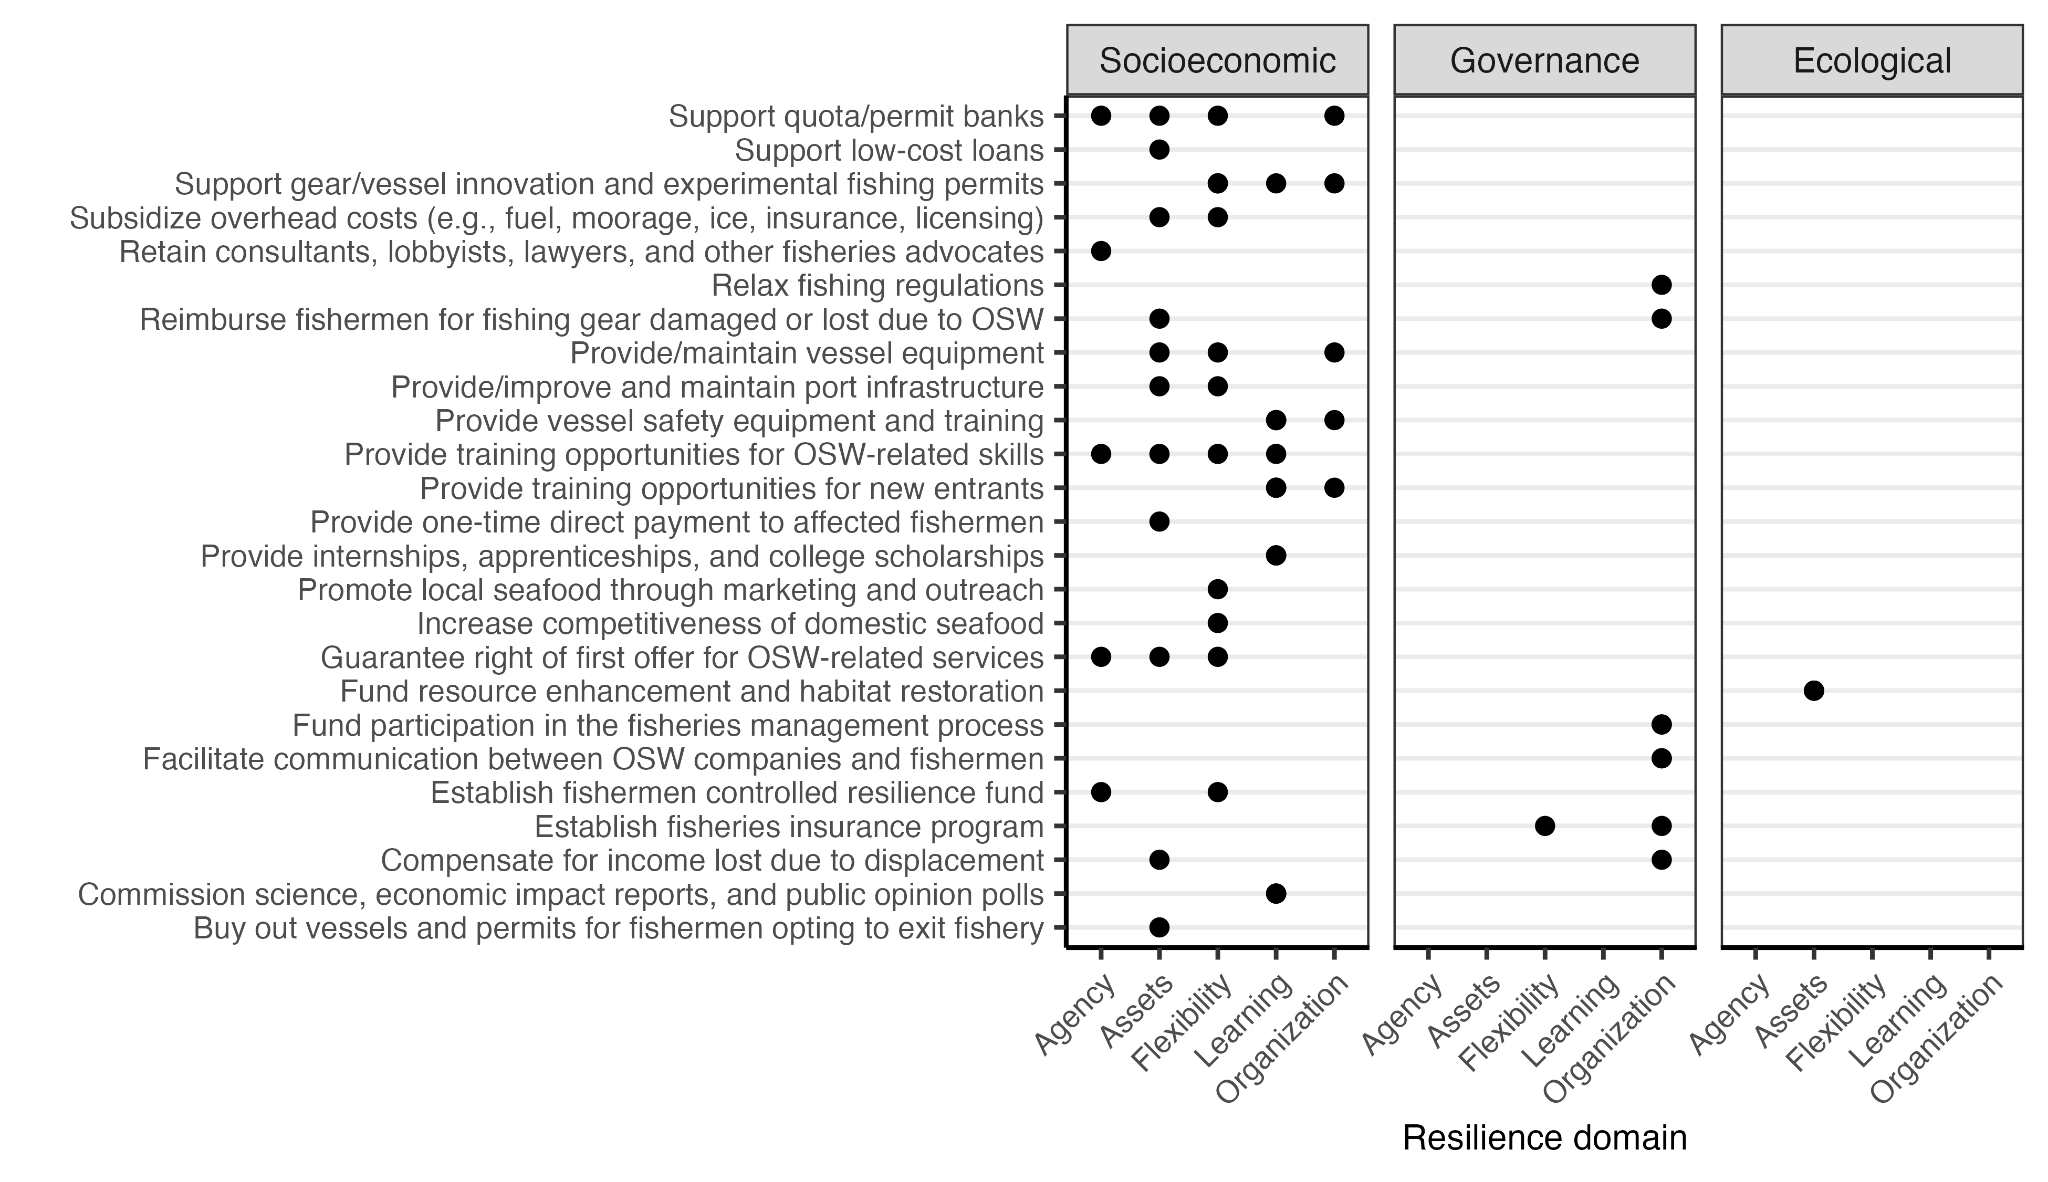 Socioeconomic
Governance
Ecological
Support quota/permit banks
Support low-cost loans
Support gear/vessel innovation and experimental fishing permits
Subsidize overhead costs (e.g., fuel, moorage, ice, insurance, licensing)
Retain consultants, lobbyists, lawyers, and other fisheries advocates
Relax fishing regulations
Reimburse fishermen for fishing gear damaged or lost due to OSW
Provide/maintain vessel equipment
Provide/improve and maintain port infrastructure
Provide vessel safety equipment and training
Provide training opportunities for OSW-related skills
Provide training opportunities for new entrants
Provide one-time direct payment to affected fishermen
Provide internships, apprenticeships, and college scholarships
Promote local seafood through marketing and outreach
Increase competitiveness of domestic seafood
Guarantee right of first offer for OSW-related services
Fund resource enhancement and habitat restoration
Fund participation in the fisheries management process
Facilitate communication between OSW companies and fishermen
Establish fishermen controlled resilience fund
Establish fisheries insurance program
Compensate for income lost due to displacement
Commission science, economic impact reports, and public opinion polls
Buy out vessels and permits for fishermen opting to exit fishery
Agency
Assets
Flexibility
Learning
Organization
Agency
Assets
Flexibility
Learning
Organization
Agency
Assets
Flexibility
Learning
Organization
Resilience domain